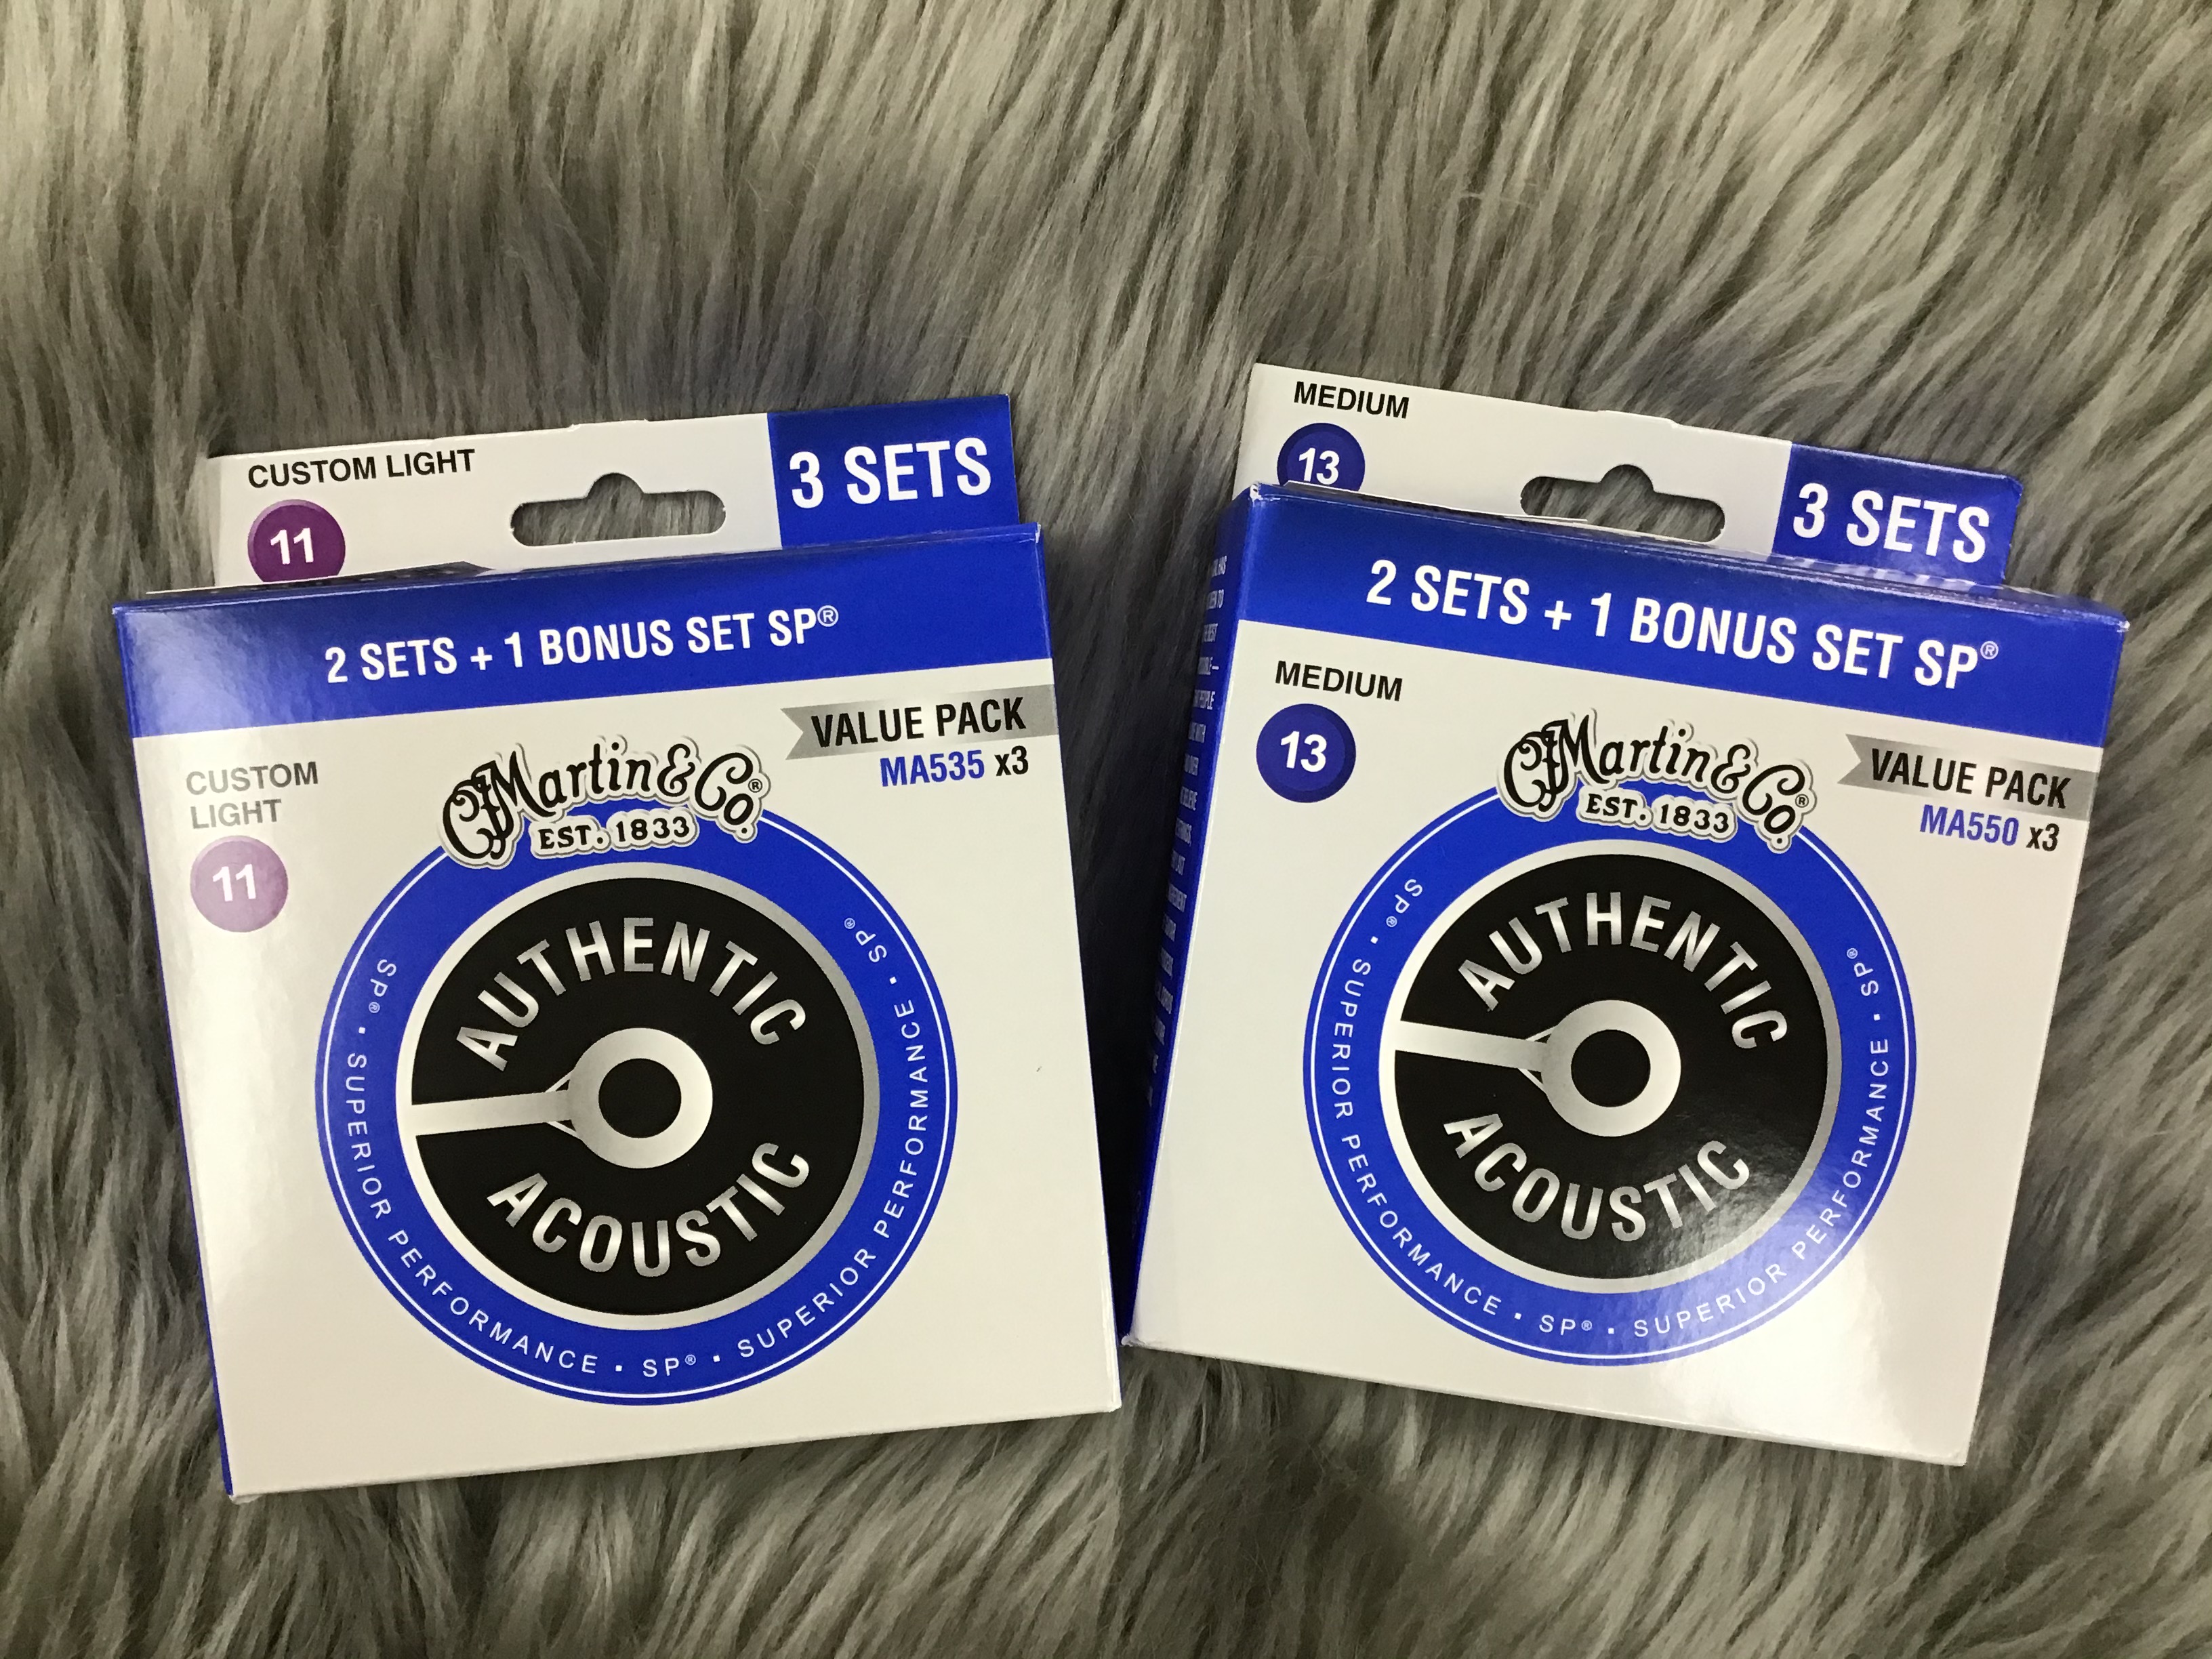 CUSTOM LIGHT
11
3 SETS
2 SETS + 1 BONUS SET SP®
VALUE PACK
MA535 x3
CUSTOM
LIGHT
11
CF Martin & Co.®
EST. 1833
AUTHENTIC
ACOUSTIC
SP® · SUPERIOR PERFORMANCE · SP® · SUPERIOR PERFORMANCE · SP®
MEDIUM
13
3 SETS
2 SETS + 1 BONUS SET SP®
MEDIUM
13
VALUE PACK
MA550 x3
CF Martin & Co.®
EST. 1833
AUTHENTIC
ACOUSTIC
SP® · SUPERIOR PERFORMANCE · SP® · SUPERIOR PERFORMANCE · SP®